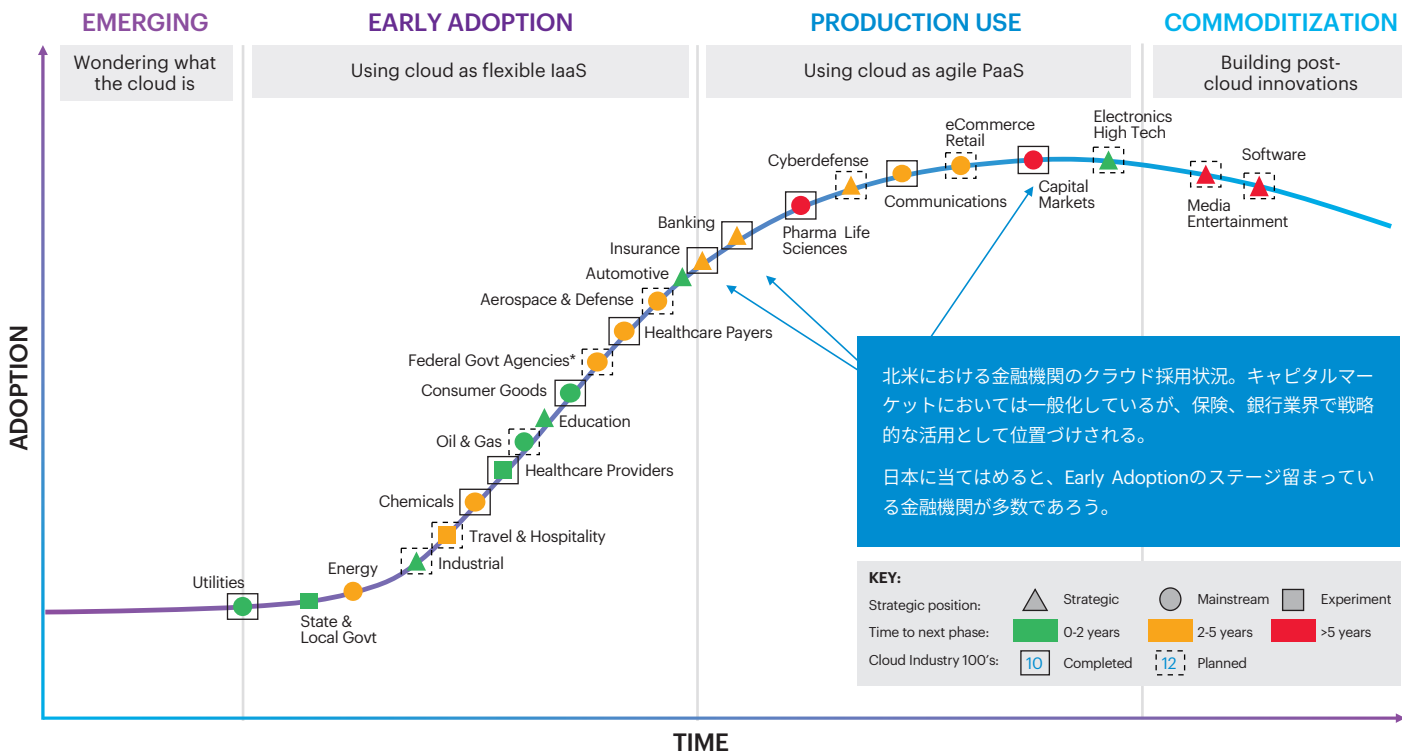 EMERGING
EARLY ADOPTION
PRODUCTION USE
COMMODITIZATION
Wondering what
the cloud is
Using cloud as flexible IaaS
Using cloud as agile PaaS
Building post-
cloud innovations
ADOPTION
Utilities
State &
Local Govt
Energy
Industrial
Travel & Hospitality
Chemicals
Healthcare Providers
Oil & Gas
Education
Consumer Goods
Federal Govt Agencies*
Healthcare Payers
Aerospace & Defense
Automotive
Insurance
Banking
Pharma Life
Sciences
Cyberdefense
Communications
eCommerce
Retail
Capital
Markets
Electronics
High Tech
Media
Entertainment
Software
北米における金融機関のクラウド採用状況。キャピタルマー
ケットにおいては一般化しているが、保険、銀行業界で戦略
的な活用として位置づけされる。
日本に当てはめると、Early Adoptionのステージ留まってい
る金融機関が多数であろう。
KEY:
Strategic position:
Strategic
Mainstream
Experiment
Time to next phase:
0-2 years
2-5 years
>5 years
Cloud Industry 100's:
10
Completed
12
Planned
TIME